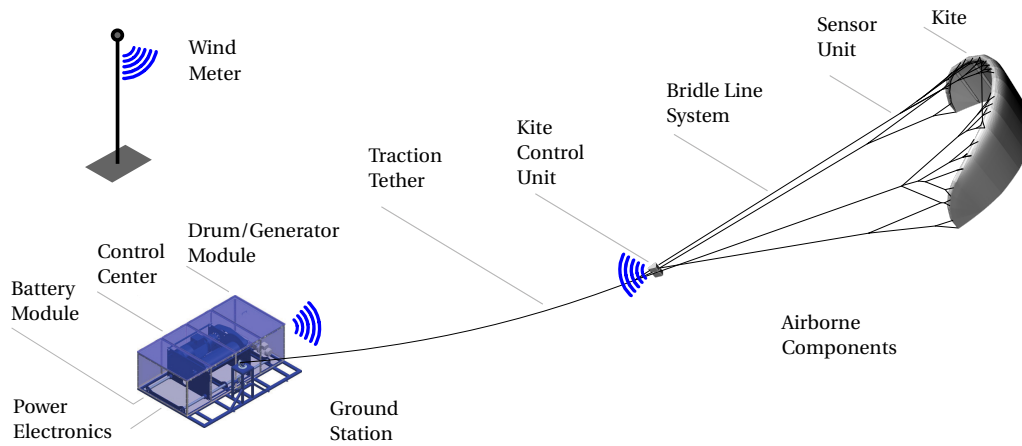 Wind
Meter
Sensor
Unit
Kite
Bridle Line
System
Kite
Control
Unit
Traction
Tether
Drum/Generator
Module
Control
Center
Battery
Module
Power
Electronics
Ground
Station
Airborne
Components